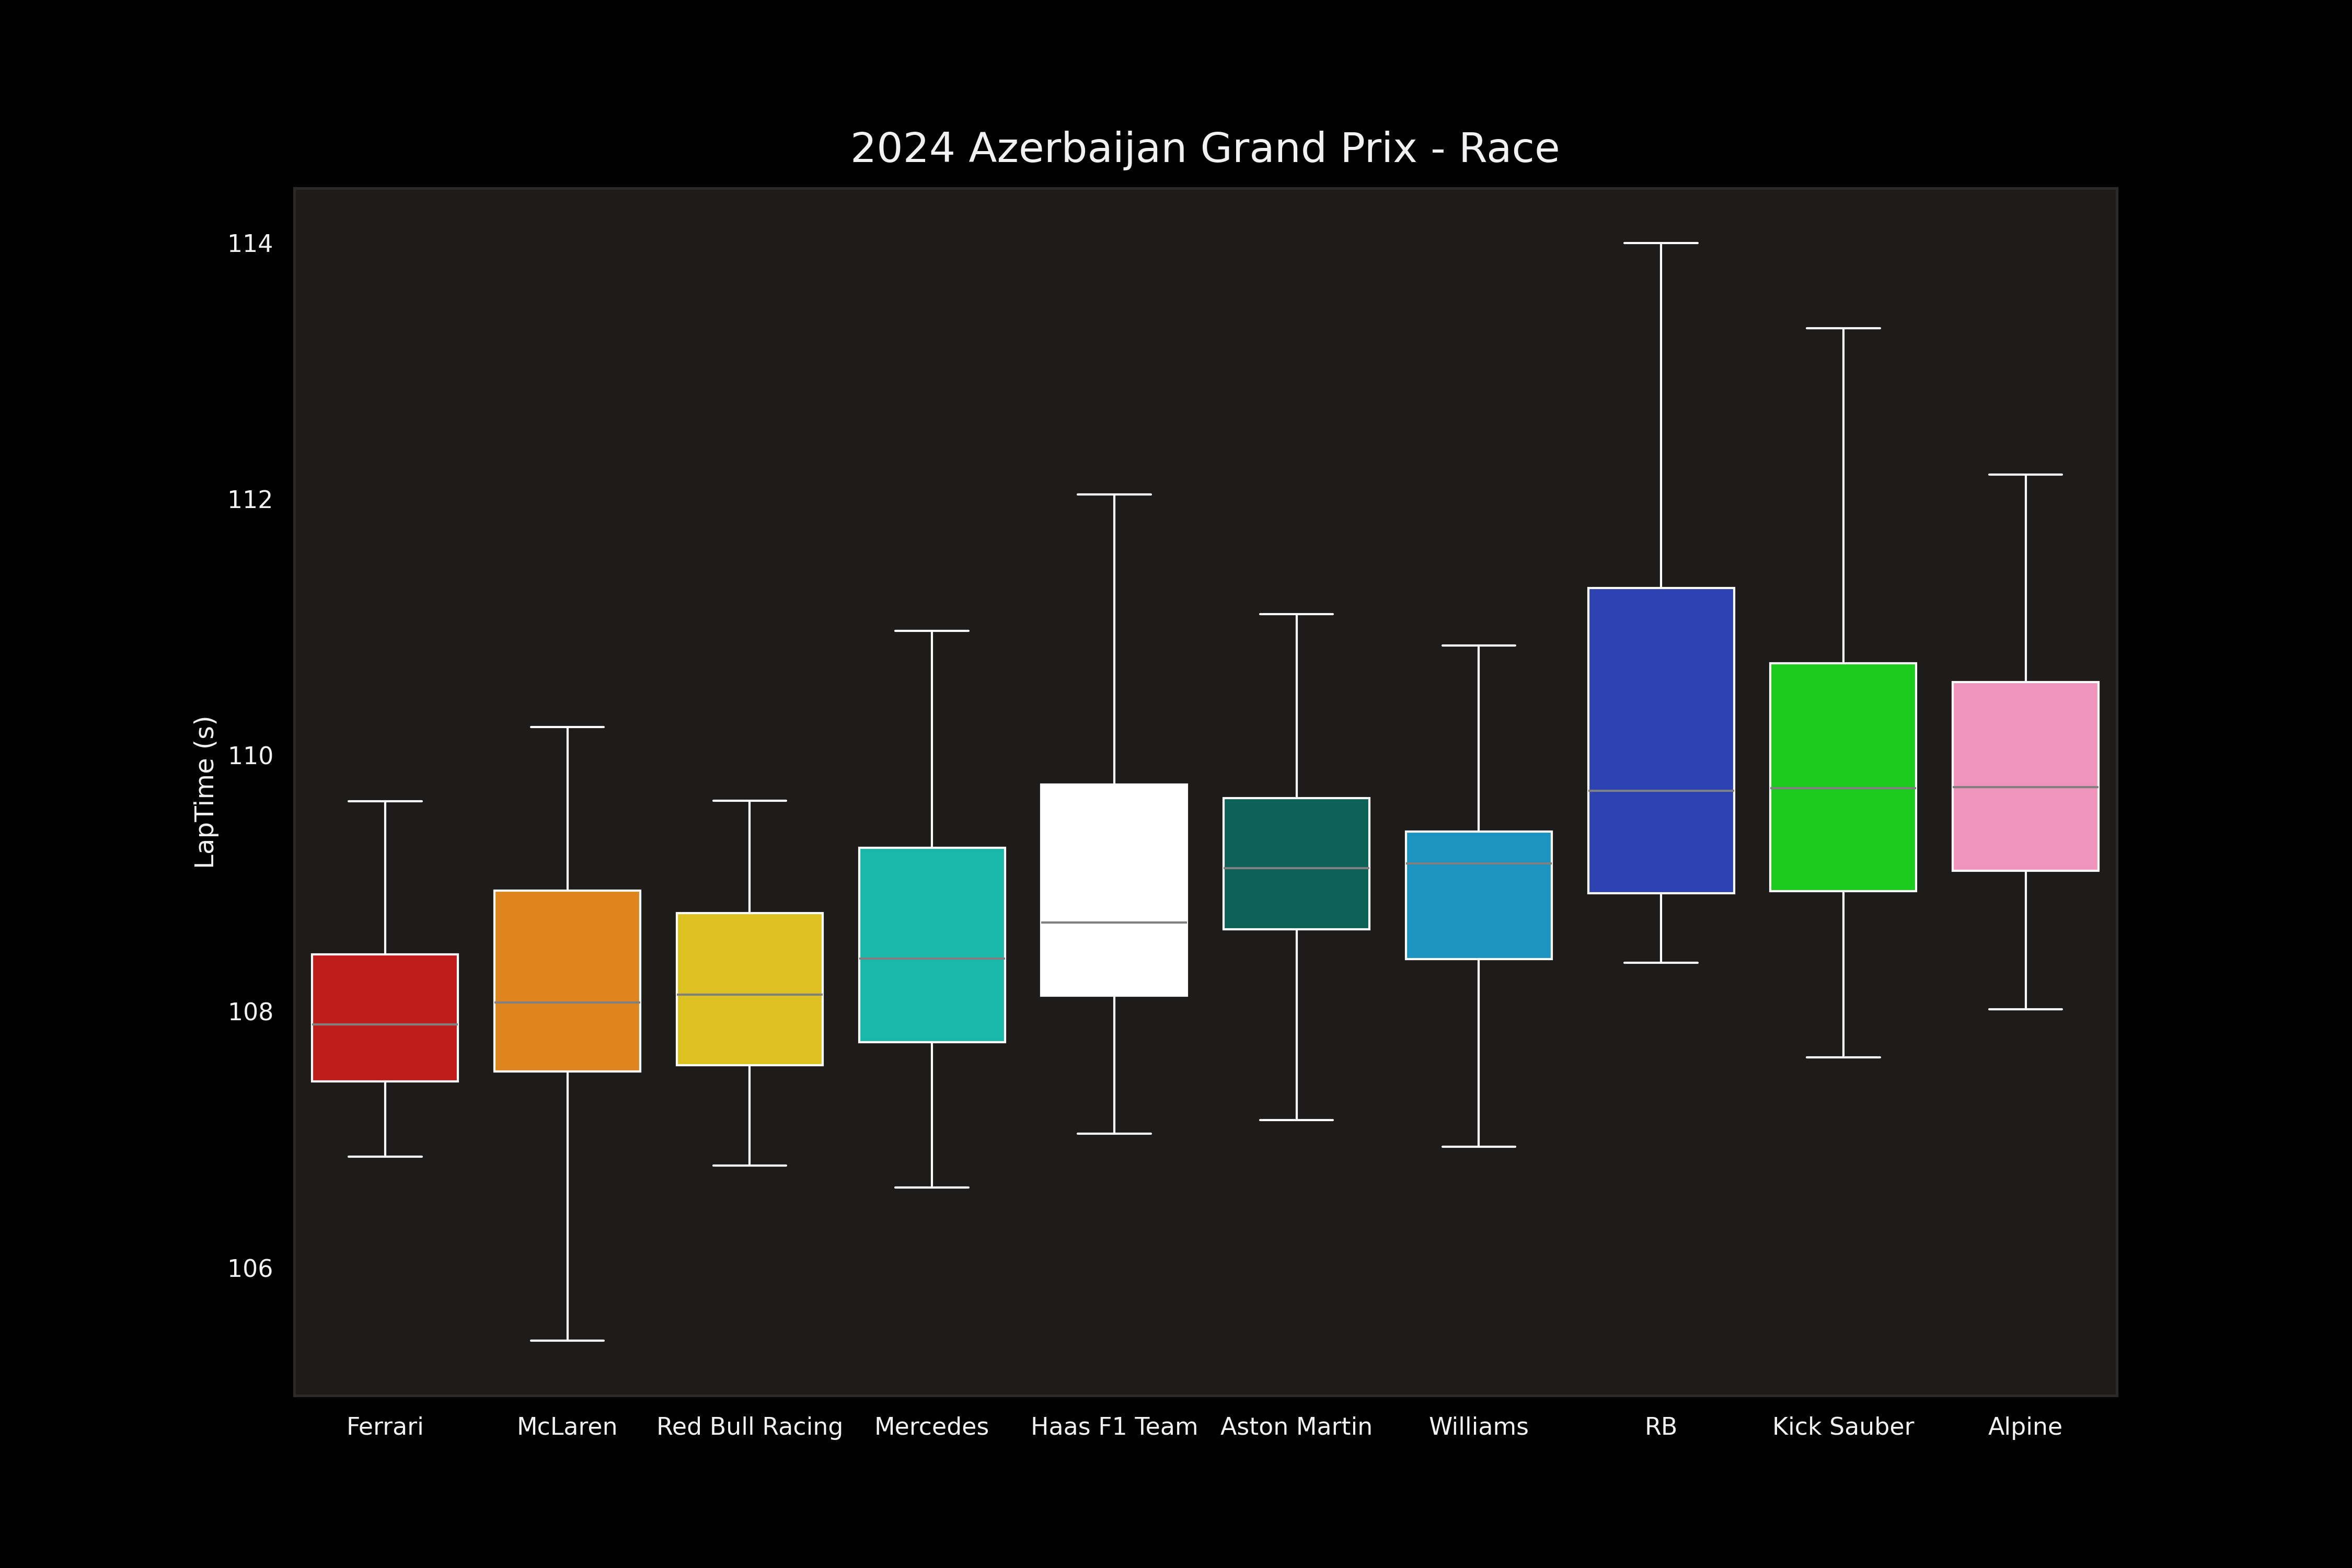 2024 Azerbaijan Grand Prix - Race
LapTime (s)
114
112
110
108
106
Ferrari
McLaren
Red Bull Racing
Mercedes
Haas F1 Team
Aston Martin
Williams
RB
Kick Sauber
Alpine